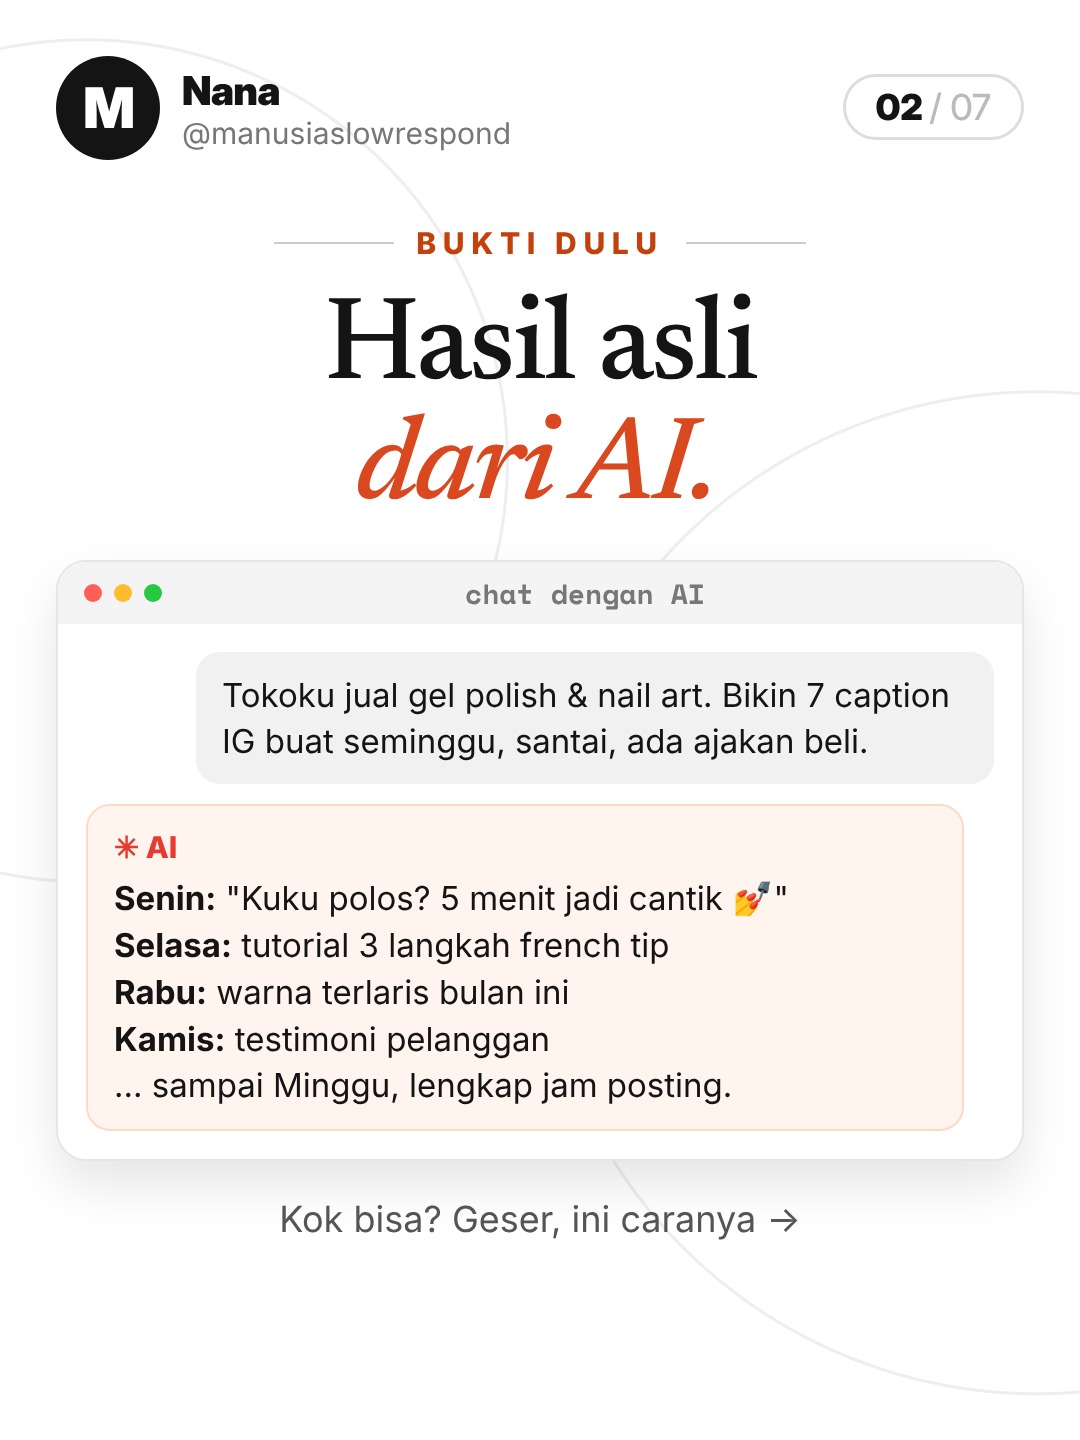 M
Nana
@manusiaslowrespond
02 / 07
BUKTI DULU
Hasil asli
dari AI.
chat dengan AI
Tokoku jual gel polish & nail art. Bikin 7 caption
IG buat seminggu, santai, ada ajakan beli.
✳ AI
Senin: "Kuku polos? 5 menit jadi cantik 💅"
Selasa: tutorial 3 langkah french tip
Rabu: warna terlaris bulan ini
Kamis: testimoni pelanggan
... sampai Minggu, lengkap jam posting.
Kok bisa? Geser, ini caranya →